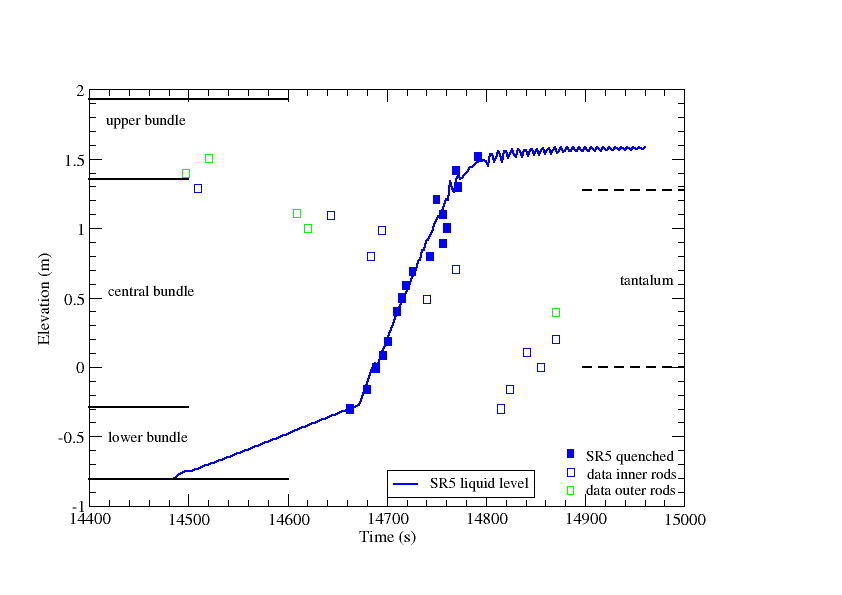 2
upper bundle
1.5
1
tantalum
central bundle
0.5
Elevation (m)
0
lower bundle
-0.5
SR5 quenched
data inner rods
data outer rods
SR5 liquid level
-1
14400 14500 14600 14700 14800 14900 15000
Time (s)